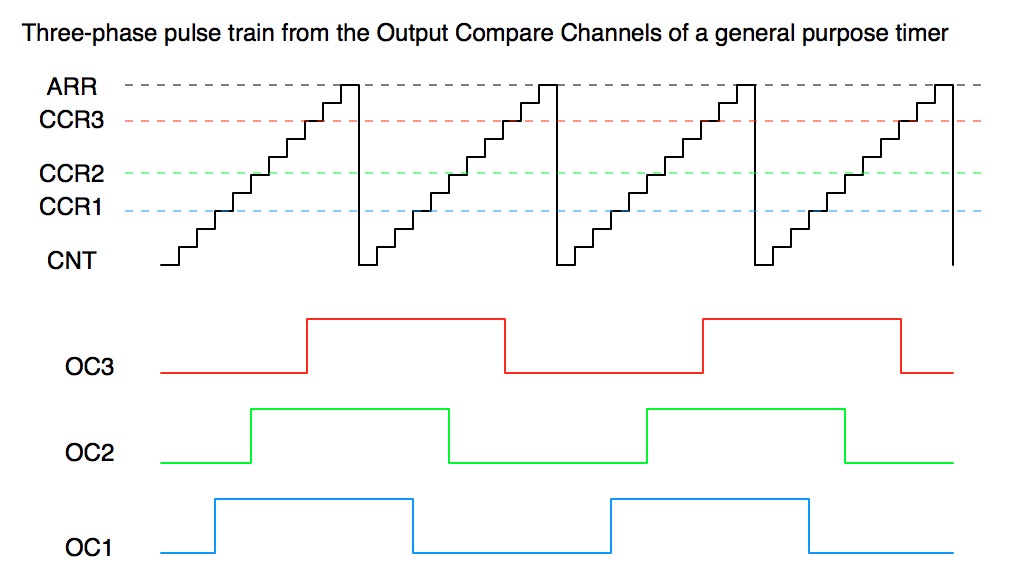 Three-phase pulse train from the Output Compare Channels of a general purpose timer
ARR
CCR3
CCR2
CCR1
CNT
OC3
OC2
OC1